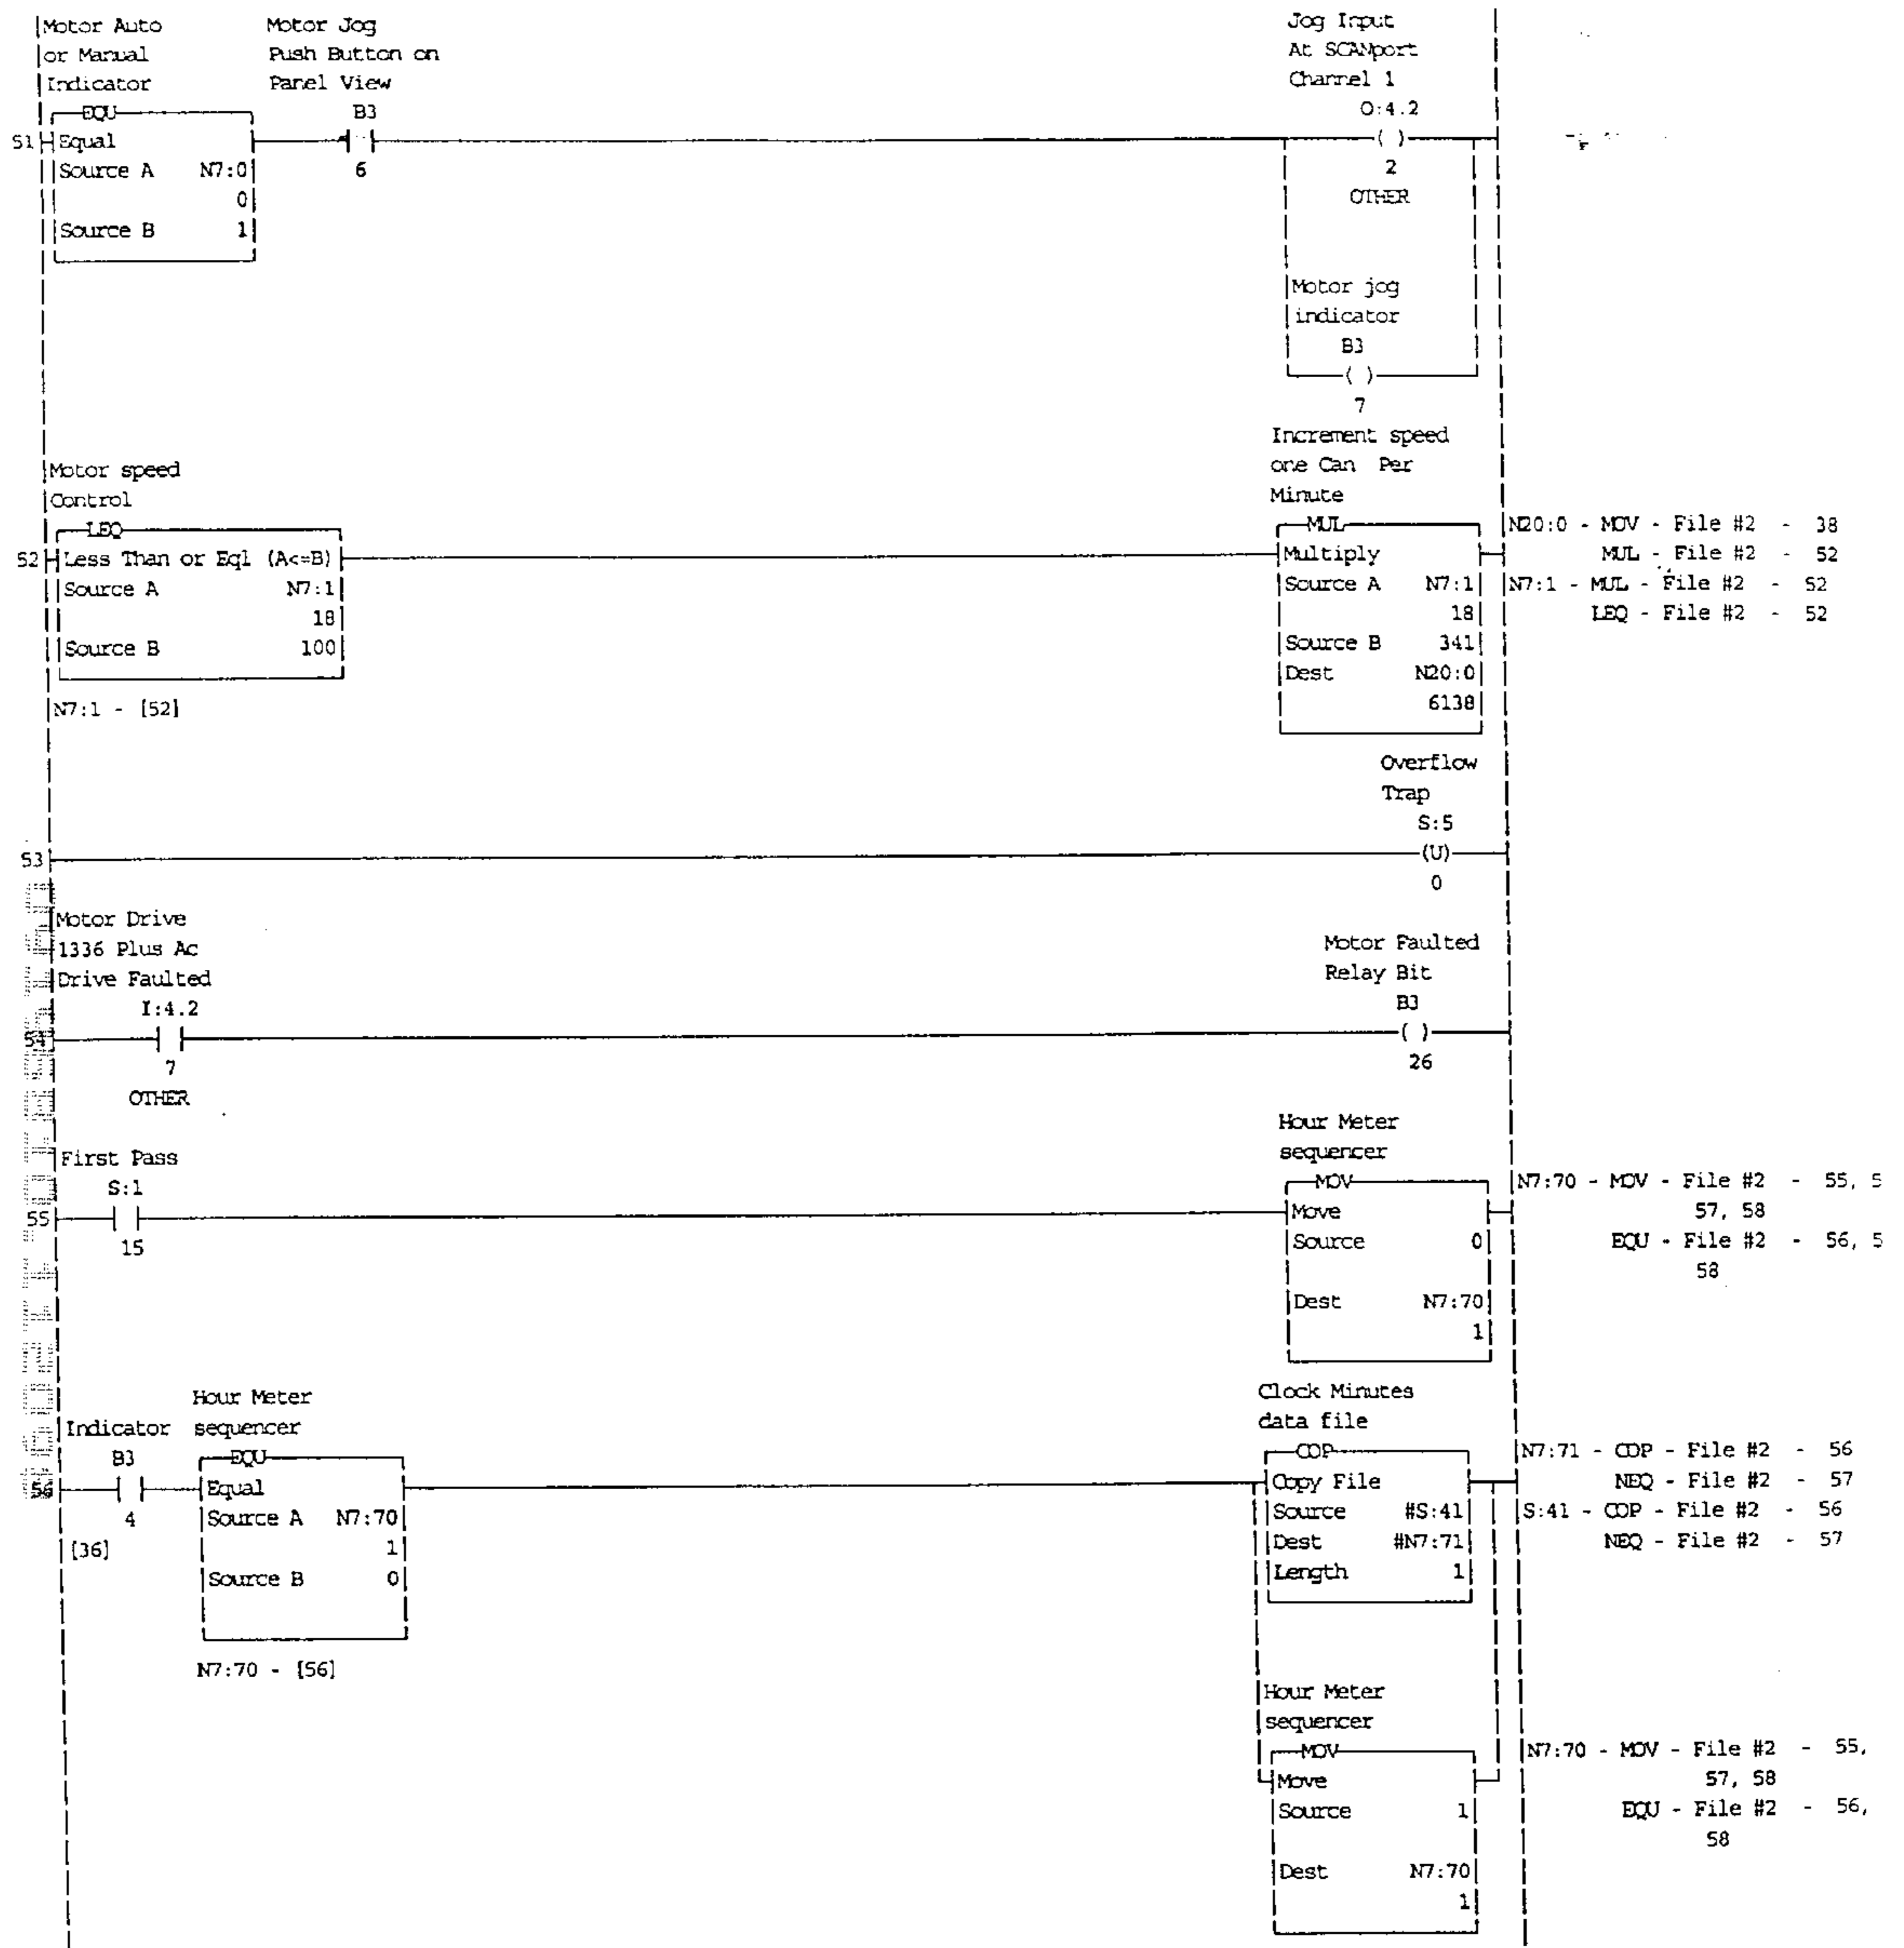 Motor Auto
or Manual
Indicator
Motor Jog
Push Button on
Panel View
Jog Input
At SCANport
Channel 1
EQU
B3
O:4.2
51
Equal
( )
Source A N7:0
6
2
0
OTHER
Source B 1
Motor jog
indicator
B3
( )
7
Increment speed
one Can Per
Minute
Motor speed
Control
LEQ
MUL
N20:0 - MOV - File #2 - 38
52
Less Than or Eql (A<=B)
Multiply
MUL - File #2 - 52
Source A N7:1
Source A N7:1
N7:1 - MUL - File #2 - 52
18
18
LEQ - File #2 - 52
Source B 100
Source B 341
Dest N20:0
N7:1 - [52]
6138
Overflow
Trap
S:5
53
(U)
0
Motor Drive
1336 Plus Ac
Drive Faulted
Motor Faulted
Relay Bit
I:4.2
B3
54
( )
7
26
OTHER
Hour Meter
sequencer
First Pass
S:1
MOV
N7:70 - MOV - File #2 - 55, 5
55
Move
57, 58
15
Source 0
EQU - File #2 - 56, 5
58
Dest N7:70
1
Hour Meter
Clock Minutes
Indicator sequencer
data file
B3
EQU
COP
N7:71 - COP - File #2 - 56
56
Equal
Copy File
NEQ - File #2 - 57
4
Source A N7:70
Source #S:41
S:41 - COP - File #2 - 56
[36]
1
Dest #N7:71
NEQ - File #2 - 57
Source B 0
Length 1
N7:70 - [56]
Hour Meter
sequencer
MOV
N7:70 - MOV - File #2 - 55,
Move
57, 58
Source 1
EQU - File #2 - 56,
58
Dest N7:70
1